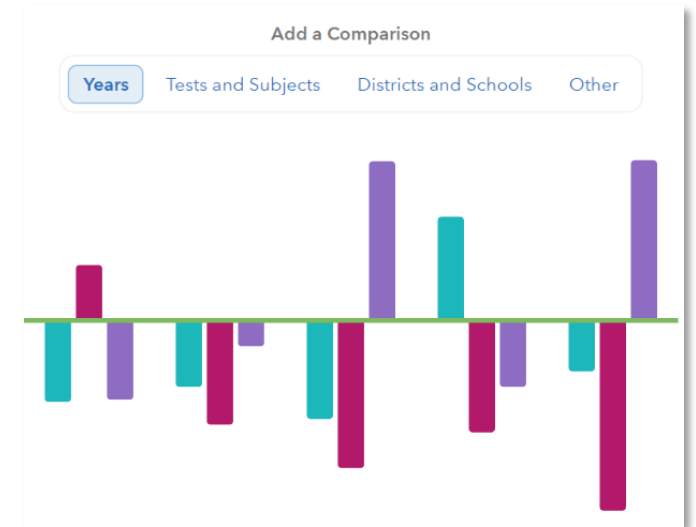 Add a Comparison
Years Tests and Subjects Districts and Schools Other